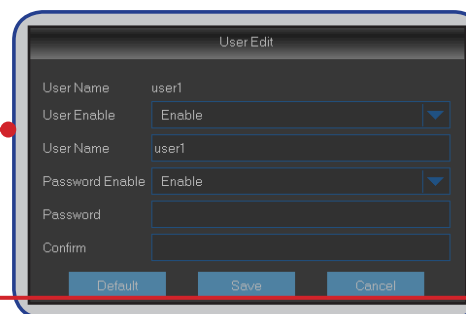 User Edit
User Name user1
User Enable Enable
User Name user1
Password Enable Enable
Password
Confirm
Default Save Cancel